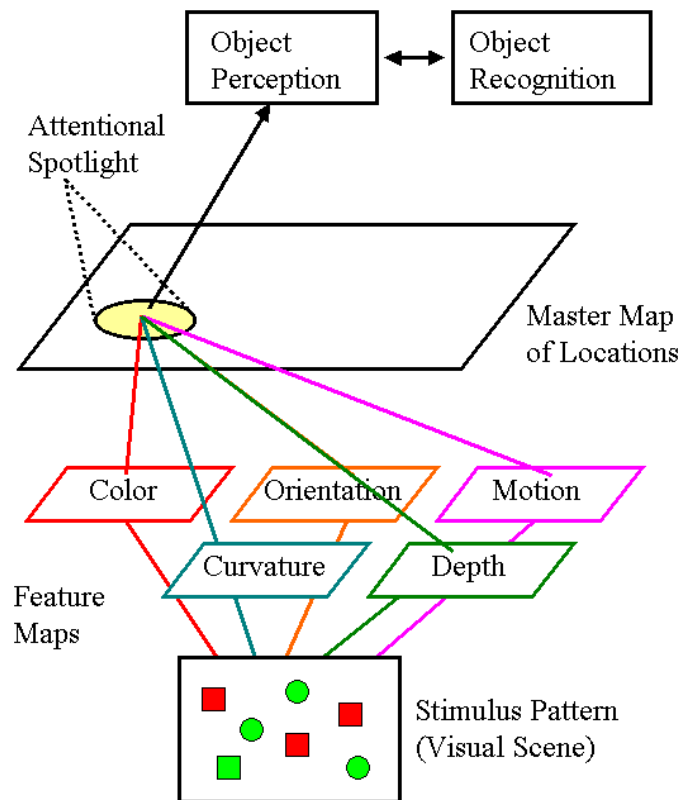 Object
Perception
Object
Recognition
Attentional
Spotlight
Master Map
of Locations
Color
Orientation
Motion
Curvature
Depth
Feature
Maps
Stimulus Pattern
(Visual Scene)